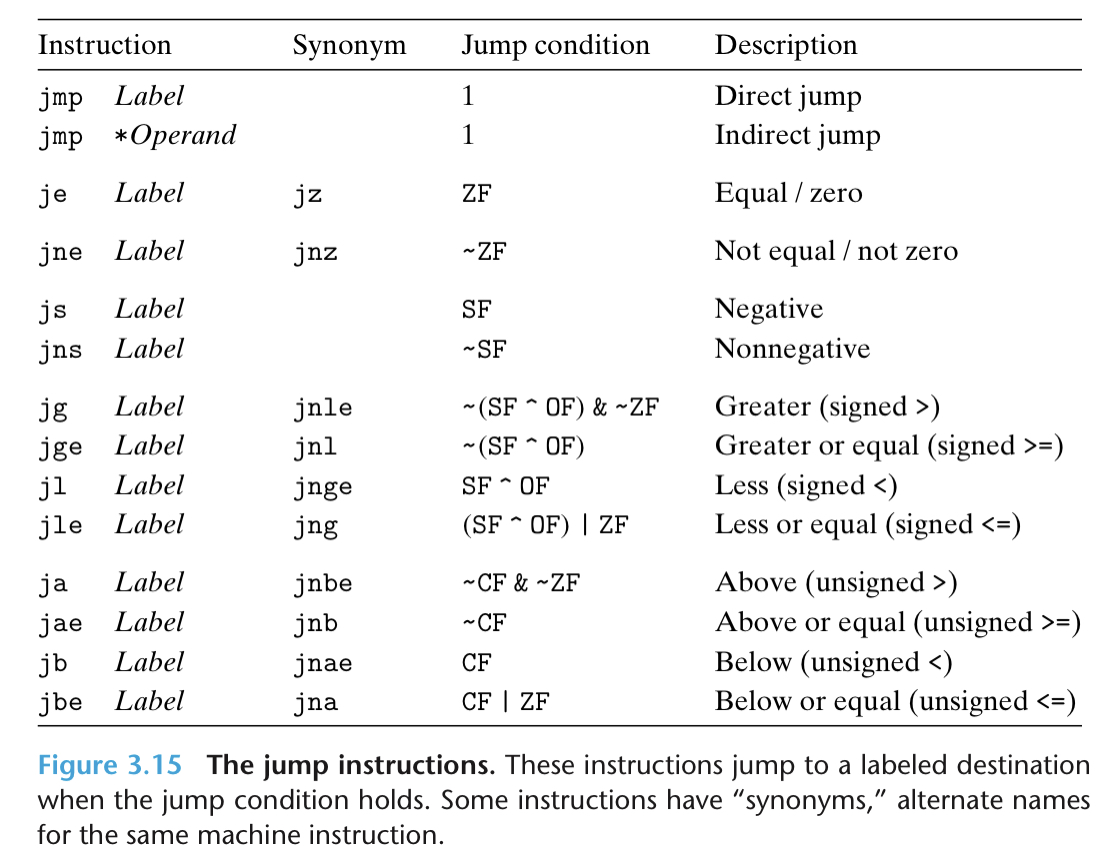 Instruction Synonym Jump condition Description
jmp Label 1 Direct jump
jmp *Operand 1 Indirect jump
je Label jz ZF Equal / zero
jne Label jnz ~ZF Not equal / not zero
js Label SF Negative
jns Label ~SF Nonnegative
jg Label jnle ~(SF ^ OF) & ~ZF Greater (signed >)
jge Label jnl ~(SF ^ OF) Greater or equal (signed >=)
jl Label jnge SF ^ OF Less (signed <)
jle Label jng (SF ^ OF) | ZF Less or equal (signed <=)
ja Label jnbe ~CF & ~ZF Above (unsigned >)
jae Label jnb ~CF Above or equal (unsigned >=)
jb Label jnae CF Below (unsigned <)
jbe Label jna CF | ZF Below or equal (unsigned <=)
Figure 3.15 The jump instructions. These instructions jump to a labeled destination
when the jump condition holds. Some instructions have “synonyms,” alternate names
for the same machine instruction.